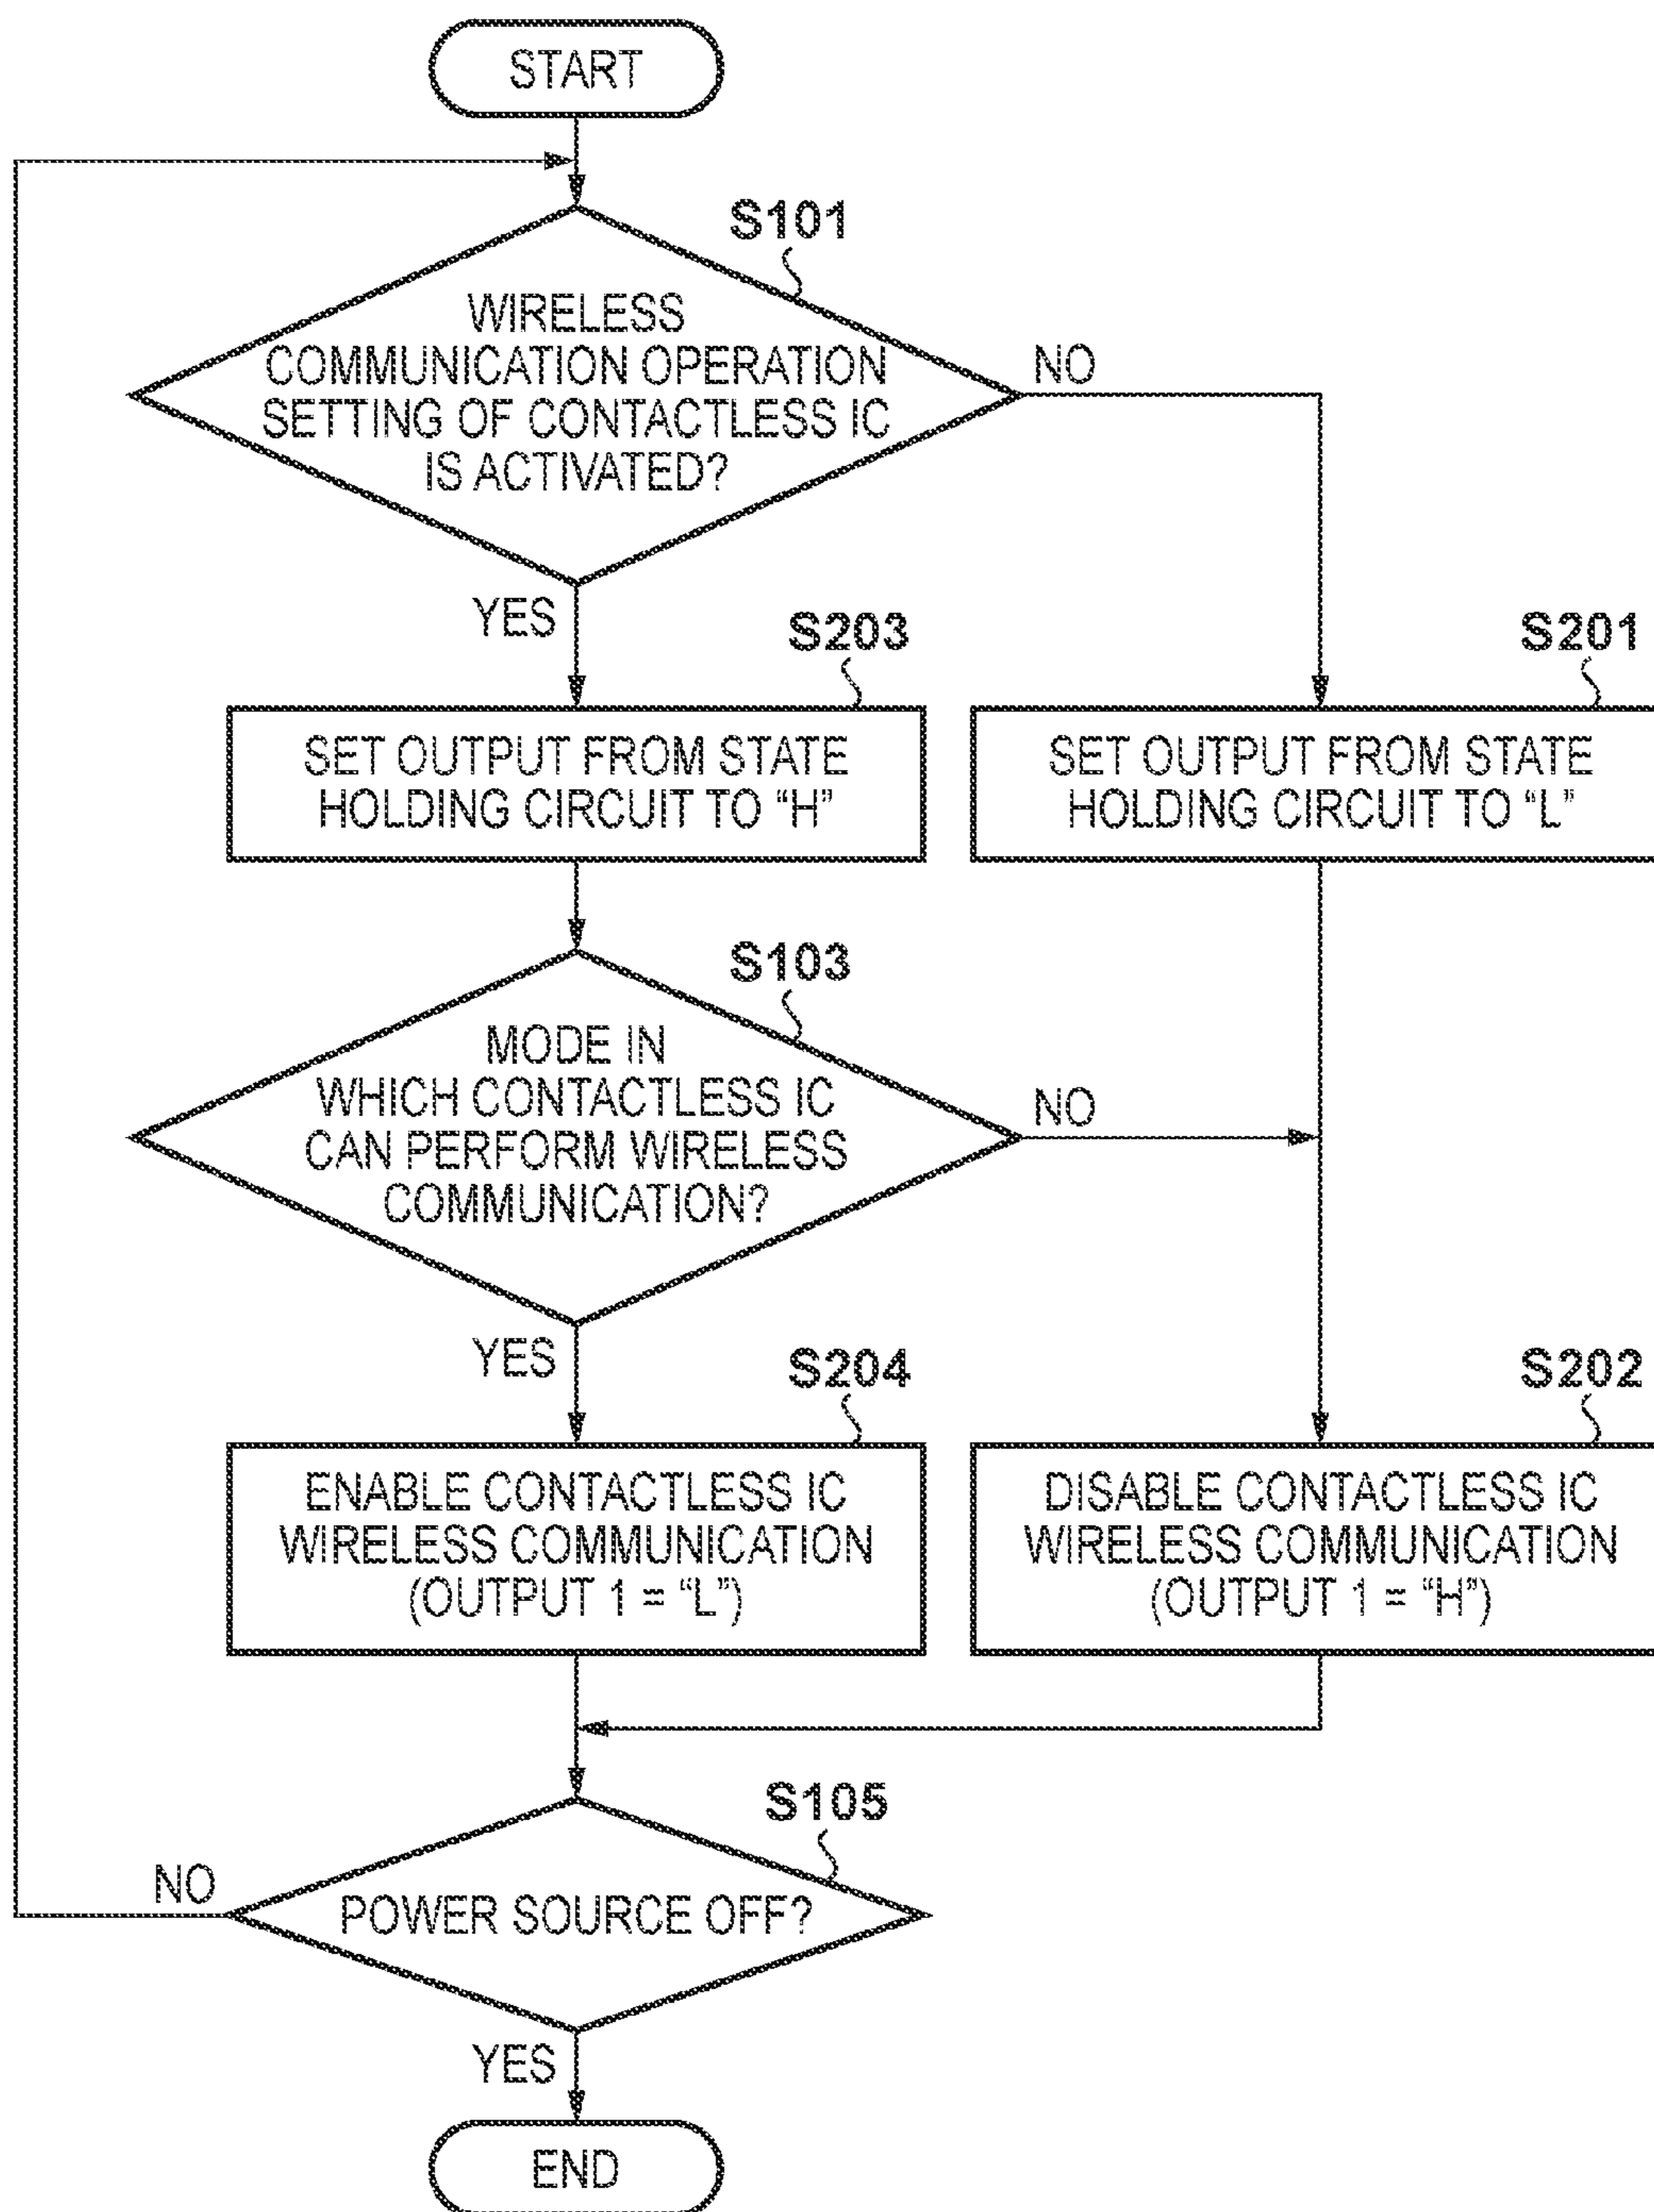 START
S101
WIRELESS
COMMUNICATION OPERATION
SETTING OF CONTACTLESS IC
IS ACTIVATED?
NO
YES
S203
SET OUTPUT FROM STATE
HOLDING CIRCUIT TO “H”
S201
SET OUTPUT FROM STATE
HOLDING CIRCUIT TO “L”
S103
MODE IN
WHICH CONTACTLESS IC
CAN PERFORM WIRELESS
COMMUNICATION?
NO
YES
S204
ENABLE CONTACTLESS IC
WIRELESS COMMUNICATION
(OUTPUT 1 = “L”)
S202
DISABLE CONTACTLESS IC
WIRELESS COMMUNICATION
(OUTPUT 1 = “H”)
S105
POWER SOURCE OFF?
NO
YES
END